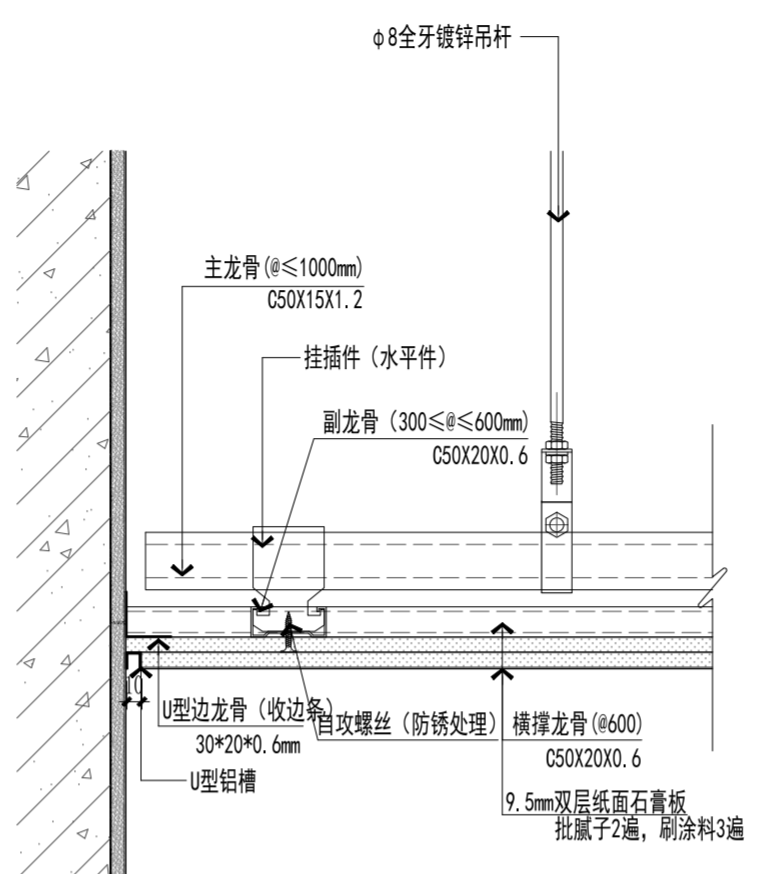 ф8全牙镀锌吊杆
主龙骨(@≤1000mm)
C50X15X1.2
挂插件（水平件）
副龙骨（300≤@≤600mm)
C50X20X0.6
10
U型边龙骨（收边条）
30*20*0.6mm
自攻螺丝（防锈处理）
横撑龙骨(@600)
C50X20X0.6
U型铝槽
9.5mm双层纸面石膏板
批腻子2遍，刷涂料3遍